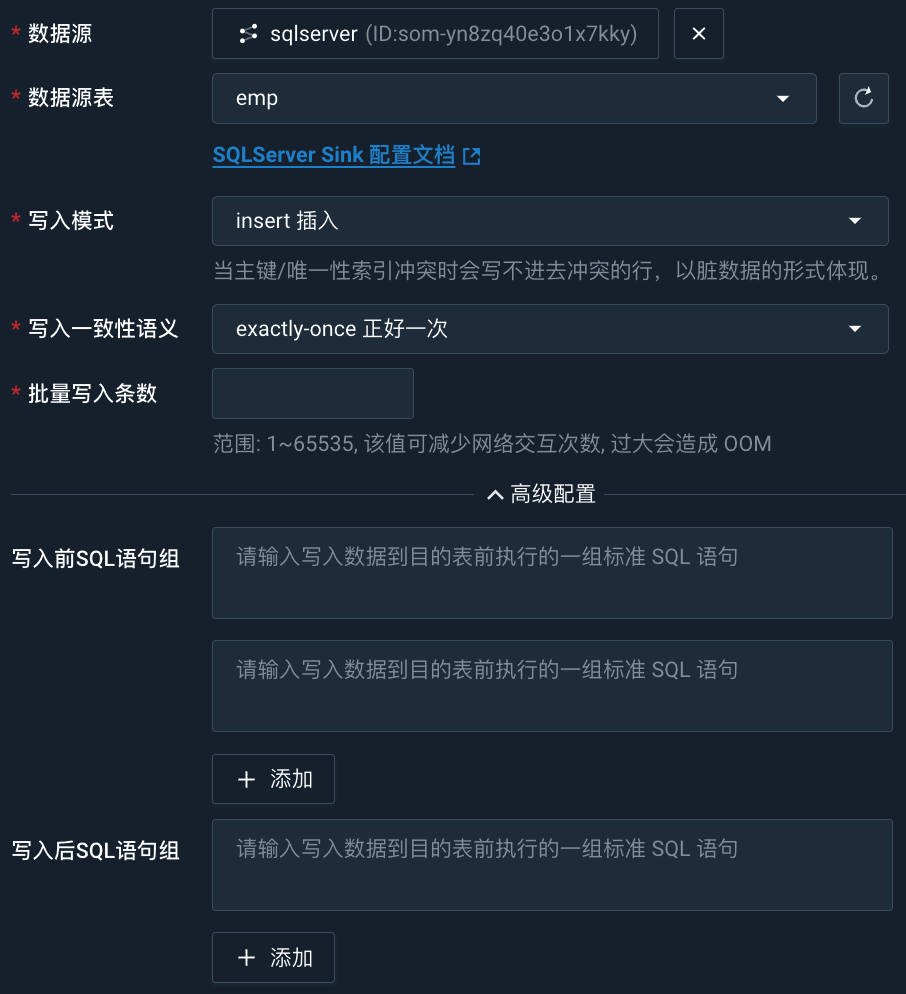 * 数据源 sqlserver (ID:som-yn8zq40e3o1x7kky) ×
* 数据源表 emp
SQLServer Sink 配置文档
* 写入模式 insert 插入
当主键/唯一性索引冲突时会写不进去冲突的行，以脏数据的形式体现。
* 写入一致性语义 exactly-once 正好一次
* 批量写入条数
范围: 1~65535, 该值可减少网络交互次数, 过大会造成 OOM
高级配置
写入前SQL语句组 请输入写入数据到目的表前执行的一组标准 SQL 语句
请输入写入数据到目的表前执行的一组标准 SQL 语句
+ 添加
写入后SQL语句组 请输入写入数据到目的表前执行的一组标准 SQL 语句
+ 添加